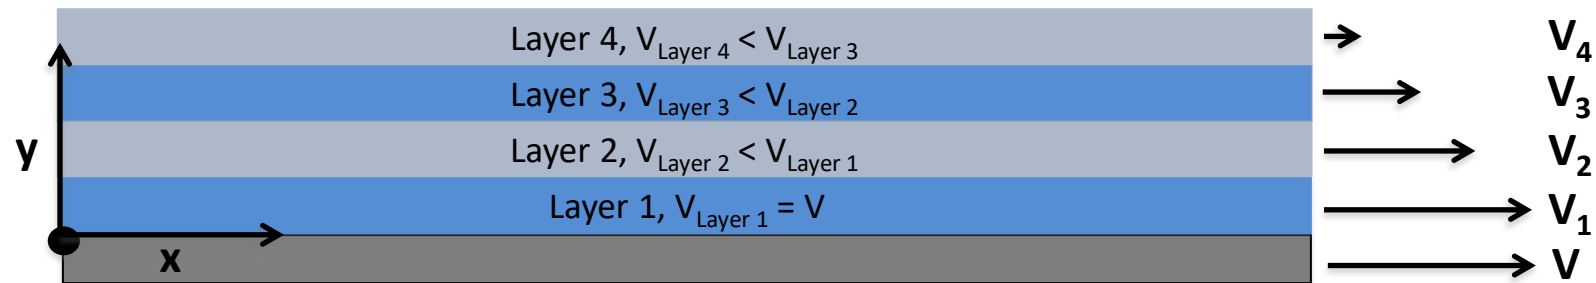 Layer 4, V_Layer 4 < V_Layer 3
V_4
Layer 3, V_Layer 3 < V_Layer 2
V_3
y
Layer 2, V_Layer 2 < V_Layer 1
V_2
Layer 1, V_Layer 1 = V
V_1
x
V